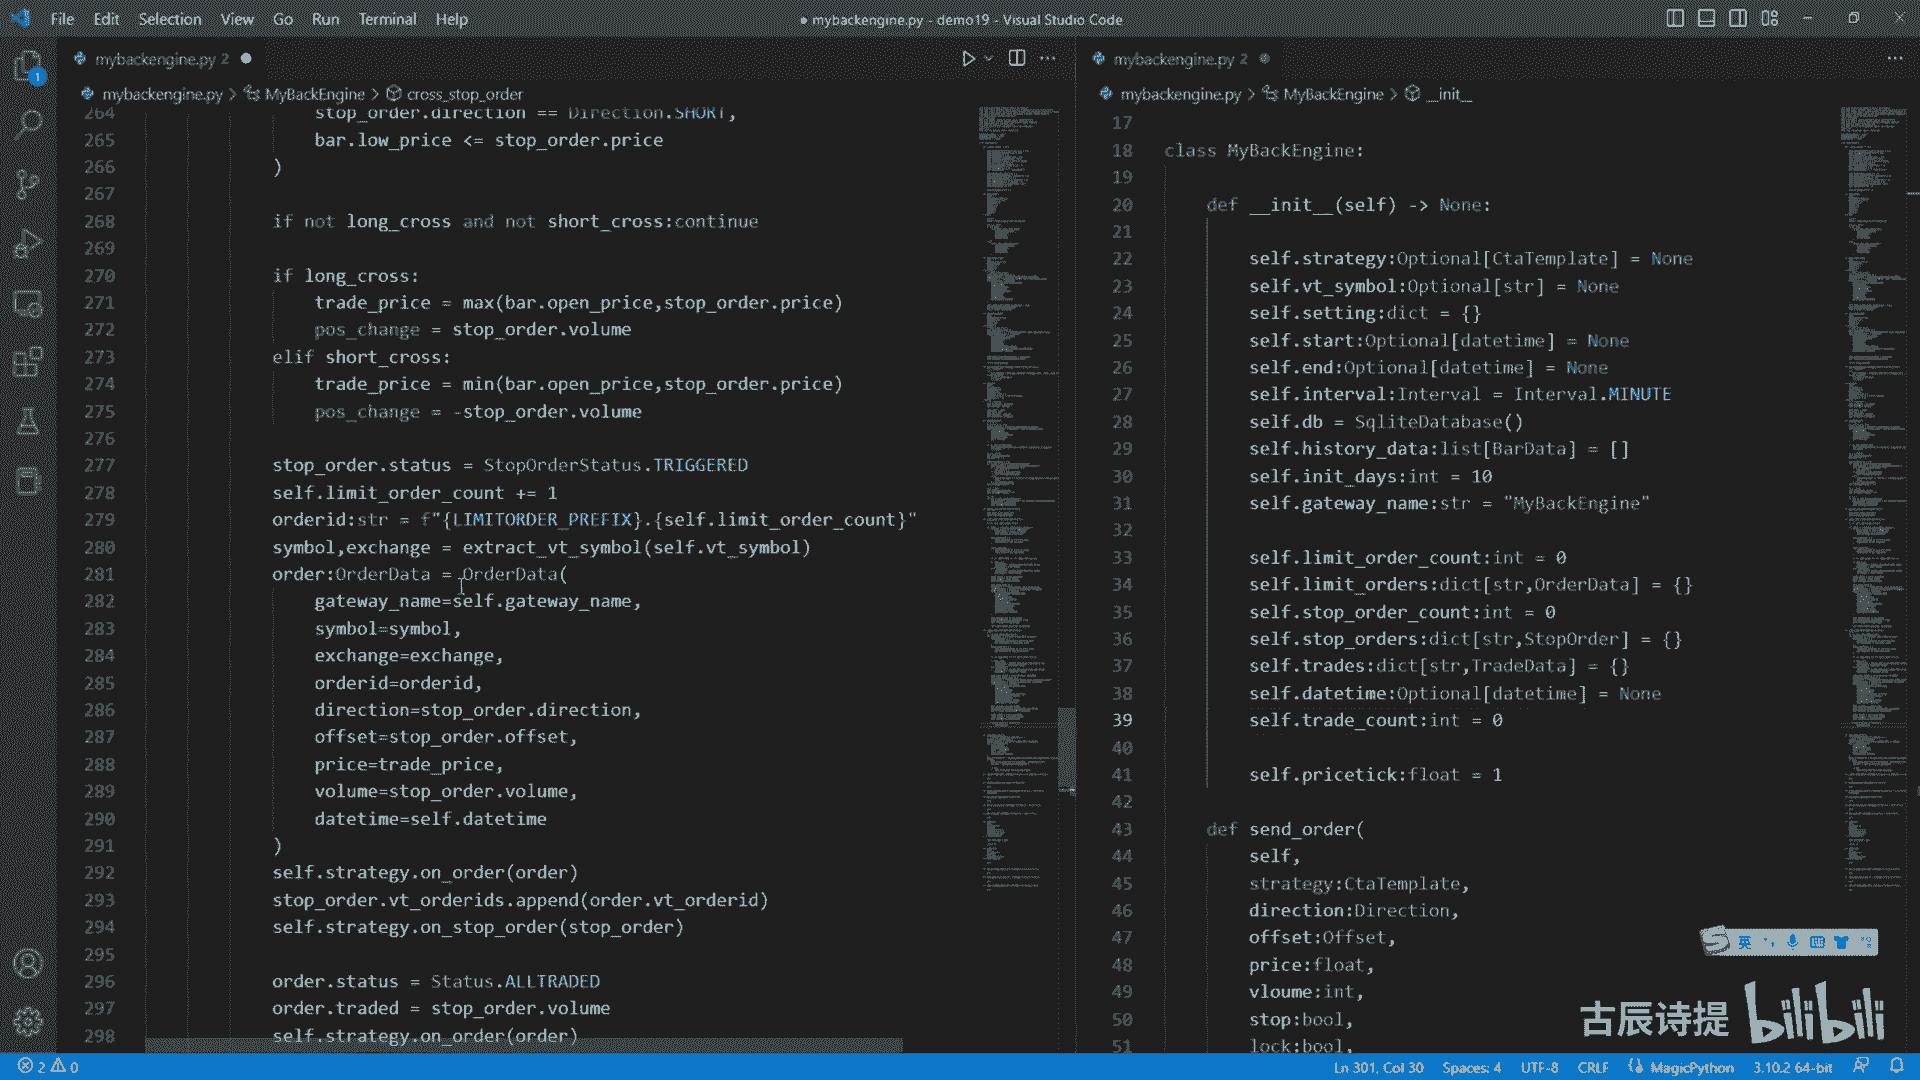 File Edit Selection View Go Run Terminal Help
● mybackengine.py - demo19 - Visual Studio Code
mybackengine.py 2 ●
mybackengine.py > MyBackEngine > cross_stop_order
264 stop_order.direction == Direction.SHORT,
265 bar.low_price <= stop_order.price
266 )
267
268 if not long_cross and not short_cross:continue
269
270 if long_cross:
271 trade_price = max(bar.open_price,stop_order.price)
272 pos_change = stop_order.volume
273 elif short_cross:
274 trade_price = min(bar.open_price,stop_order.price)
275 pos_change = -stop_order.volume
276
277 stop_order.status = StopOrderStatus.TRIGGERED
278 self.limit_order_count += 1
279 orderid:str = f"{LIMITORDER_PREFIX}.{self.limit_order_count}"
280 symbol,exchange = extract_vt_symbol(self.vt_symbol)
281 order:OrderData = OrderData(
282 gateway_name=self.gateway_name,
283 symbol=symbol,
284 exchange=exchange,
285 orderid=orderid,
286 direction=stop_order.direction,
287 offset=stop_order.offset,
288 price=trade_price,
289 volume=stop_order.volume,
290 datetime=self.datetime
291 )
292 self.strategy.on_order(order)
293 stop_order.vt_orderids.append(order.vt_orderid)
294 self.strategy.on_stop_order(stop_order)
295
296 order.status = Status.ALLTRADED
297 order.traded = stop_order.volume
298 self.strategy.on_order(order)
mybackengine.py 2 ●
mybackengine.py > MyBackEngine > __init__
17
18 class MyBackEngine:
19
20 def __init__(self) -> None:
21
22 self.strategy:Optional[CtaTemplate] = None
23 self.vt_symbol:Optional[str] = None
24 self.setting:dict = {}
25 self.start:Optional[datetime] = None
26 self.end:Optional[datetime] = None
27 self.interval:Interval = Interval.MINUTE
28 self.db = SqliteDatabase()
29 self.history_data:list[BarData] = []
30 self.init_days:int = 10
31 self.gateway_name:str = "MyBackEngine"
32
33 self.limit_order_count:int = 0
34 self.limit_orders:dict[str,OrderData] = {}
35 self.stop_order_count:int = 0
36 self.stop_orders:dict[str,StopOrder] = {}
37 self.trades:dict[str,TradeData] = {}
38 self.datetime:Optional[datetime] = None
39 self.trade_count:int = 0
40
41 self.pricetick:float = 1
42
43 def send_order(
44 self,
45 strategy:CtaTemplate,
46 direction:Direction,
47 offset:Offset,
48 price:float,
49 vloume:int,
50 stop:bool,
51 lock:bool,
1
英
古辰诗提 bilibili
2 0
Ln 301, Col 30 Spaces: 4 UTF-8 CRLF MagicPython 3.10.2 64-bit